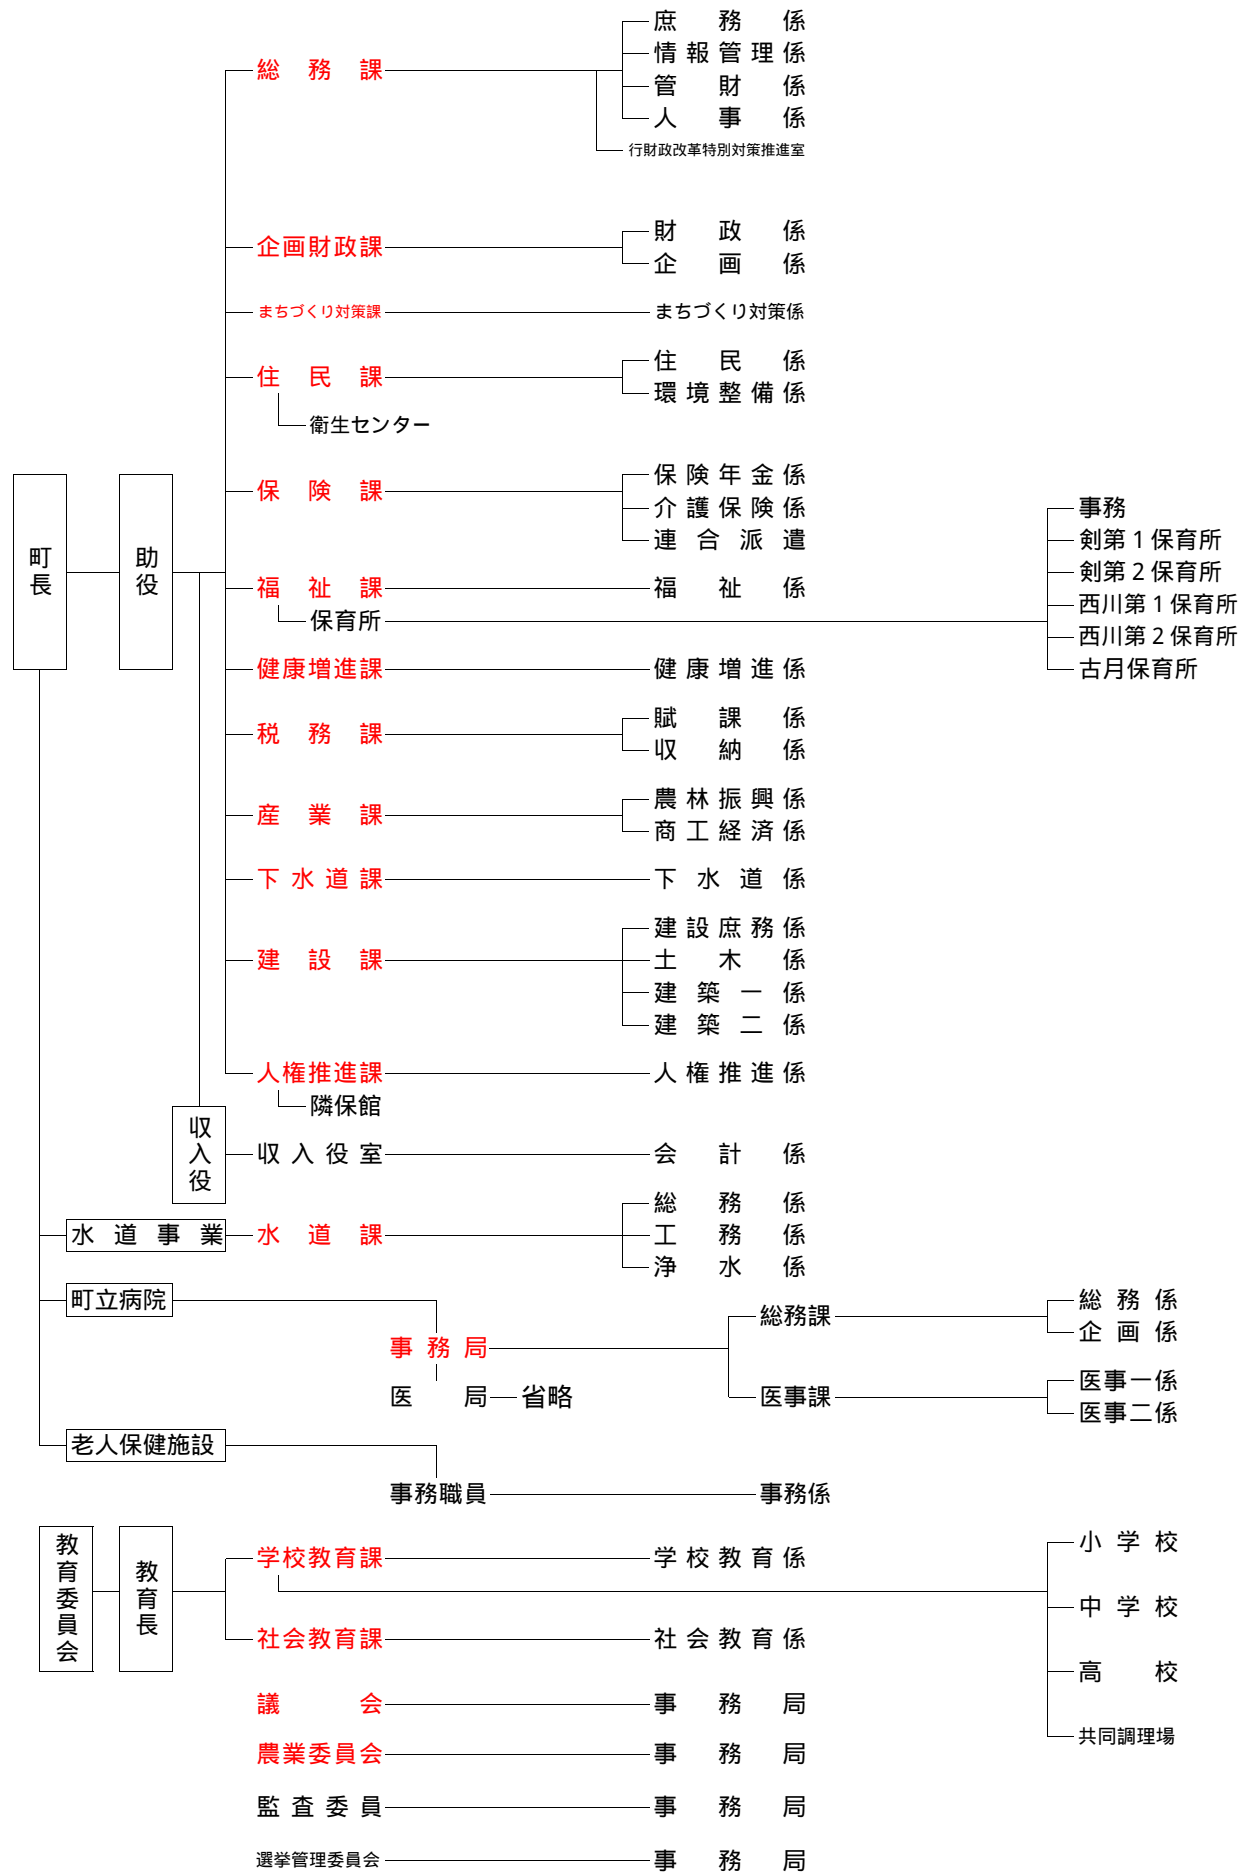 庶務係
総務課
情報管理係
管財係
人事係
行財政改革特別対策推進室
企画財政課
財政係
企画係
まちづくり対策課
まちづくり対策係
住民課
住民係
環境整備係
衛生センター
保険課
保険年金係
介護保険係
連合派遣
町長
助役
福祉課
福祉係
保育所
事務
剣第1保育所
剣第2保育所
西川第1保育所
西川第2保育所
古月保育所
健康増進課
健康増進係
税務課
賦課係
収納係
産業課
農林振興係
商工経済係
下水道課
下水道係
建設課
建設庶務係
土木係
建築一係
建築二係
人権推進課
人権推進係
隣保館
収入役
収入役室
会計係
水道事業
水道課
総務係
工務係
浄水係
町立病院
事務局
総務課
総務係
企画係
医局
省略
医事課
医事一係
医事二係
老人保健施設
事務職員
事務係
教育委員会
教育長
学校教育課
学校教育係
小学校
中学校
高校
共同調理場
社会教育課
社会教育係
議会
事務局
農業委員会
事務局
監査委員
事務局
選挙管理委員会
事務局